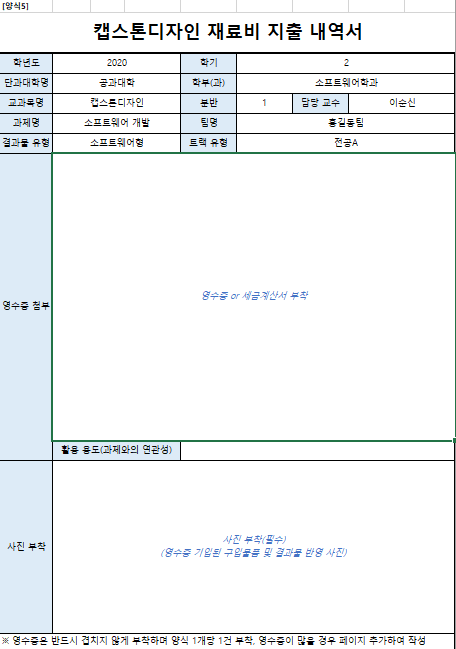 [양식5]
캡스톤디자인 재료비 지출 내역서
학년도 2020 학기 2
단과대학명 공과대학 학부(과) 소프트웨어학과
교과목명 캡스톤디자인 분반 1 담당 교수 이순신
과제명 소프트웨어 개발 팀명 홍길동팀
결과물 유형 소프트웨어형 트랙 유형 전공A
영수증 첨부
영수증 or 세금계산서 부착
활용 용도(과제와의 연관성)
사진 부착
사진 부착(필수)
(영수증 기입된 구입물품 및 결과물 반영 사진)
※ 영수증은 반드시 겹치지 않게 부착하며 양식 1개당 1건 부착, 영수증이 많을 경우 페이지 추가하여 작성